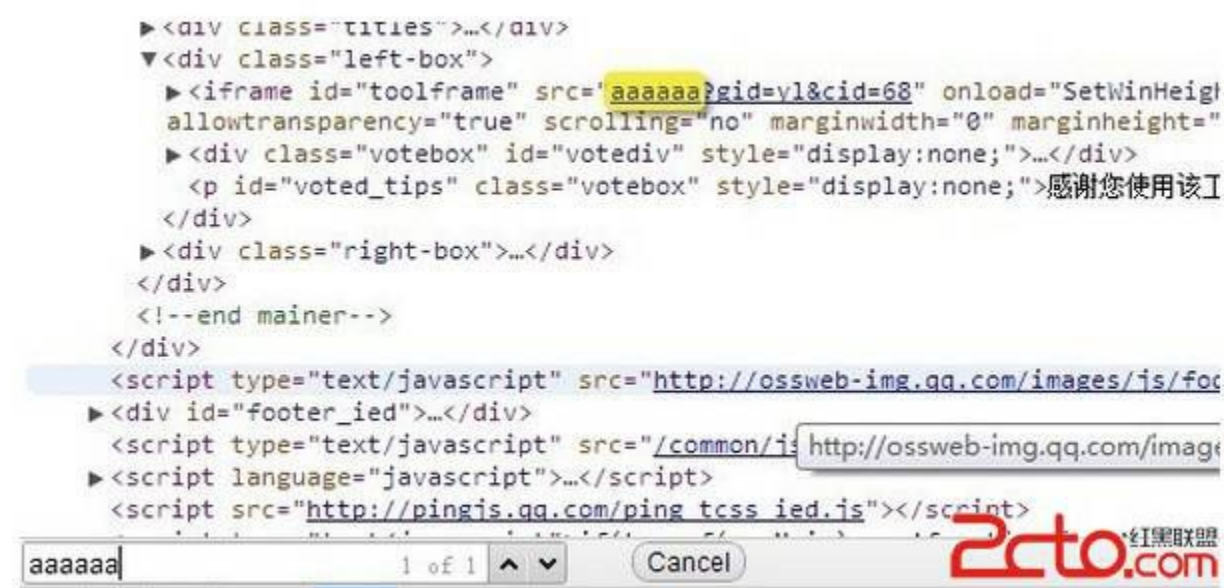 ▶<div class="titles">…</div>
▼<div class="left-box">
▶<iframe id="toolframe" src="aaaaaa?gid=yl&cid=68" onload="SetWinHeigh
allowtransparency="true" scrolling="no" marginwidth="0" marginheight="
▶<div class="votebox" id="votediv" style="display:none;">…</div>
<p id="voted_tips" class="votebox" style="display:none;">感谢您使用该工
</div>
▶<div class="right-box">…</div>
</div>
<!--end mainer-->
</div>
<script type="text/javascript" src="http://ossweb-img.qq.com/images/js/foo
▶<div id="footer_ied">…</div>
<script type="text/javascript" src="/common/js
http://ossweb-img.qq.com/image
▶<script language="javascript">…</script>
<script src="http://pingjs.qq.com/ping_tcss_ied.js"></script>
aaaaaa
1 of 1
Cancel
2cto.com
红黑联盟